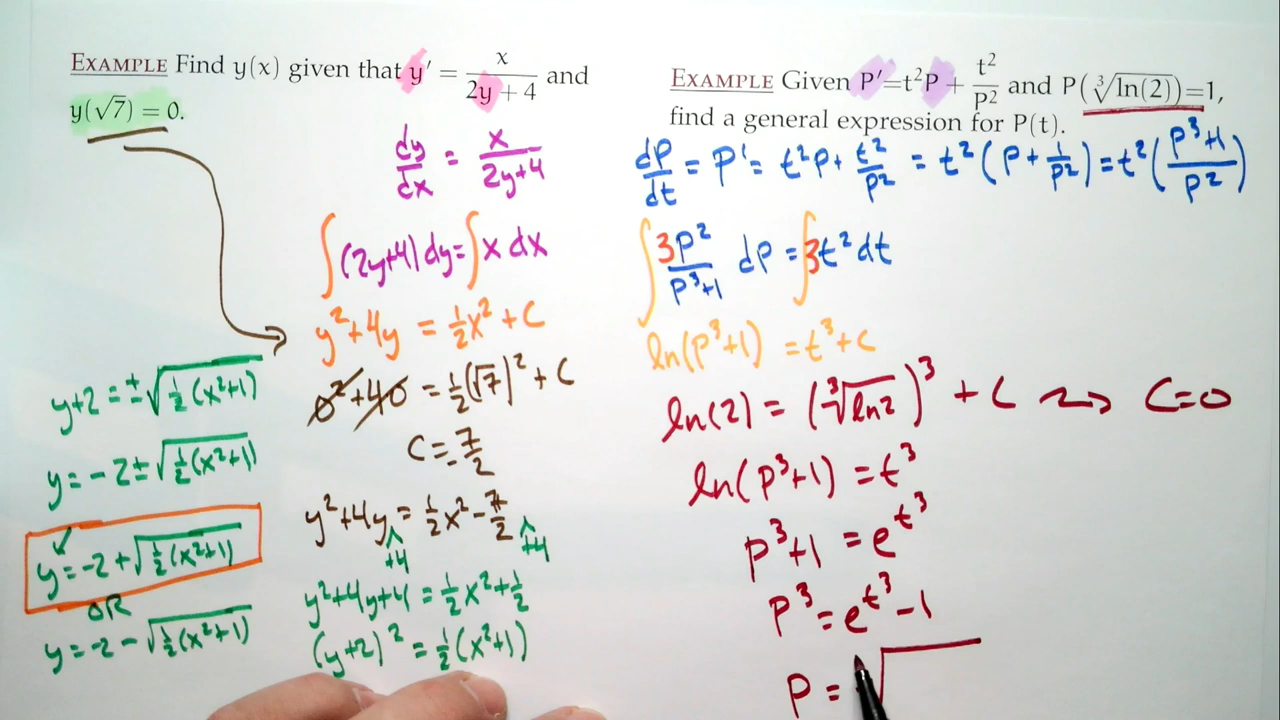 EXAMPLE Find y(x) given that y′ = x/(2y + 4) and
y(√7) = 0.
dy/dx = x/(2y+4)
∫(2y+4)dy = ∫x dx
y²+4y = ½x² + C
0²+4·0 = ½(√7)² + C
C = -7/2
y²+4y = ½x² - 7/2
+4 +4
y²+4y+4 = ½x²+½
(y+2)² = ½(x²+1)
y+2 = ±√(½(x²+1))
y = -2 ± √(½(x²+1))
✓
y = -2 + √(½(x²+1))
OR
y = -2 - √(½(x²+1))
EXAMPLE Given P′=t²P + t²/P² and P(∛ln(2))=1,
find a general expression for P(t).
dP/dt = P′ = t²P + t²/P² = t²(P + 1/P²) = t²((P³+1)/P²)
∫ 3P²/(P³+1) dP = ∫3t² dt
ln(P³+1) = t³+C
ln(2) = (∛ln2)³ + C ⇝ C=0
ln(P³+1) = t³
P³+1 = e^t³
P³ = e^t³ - 1
P = √